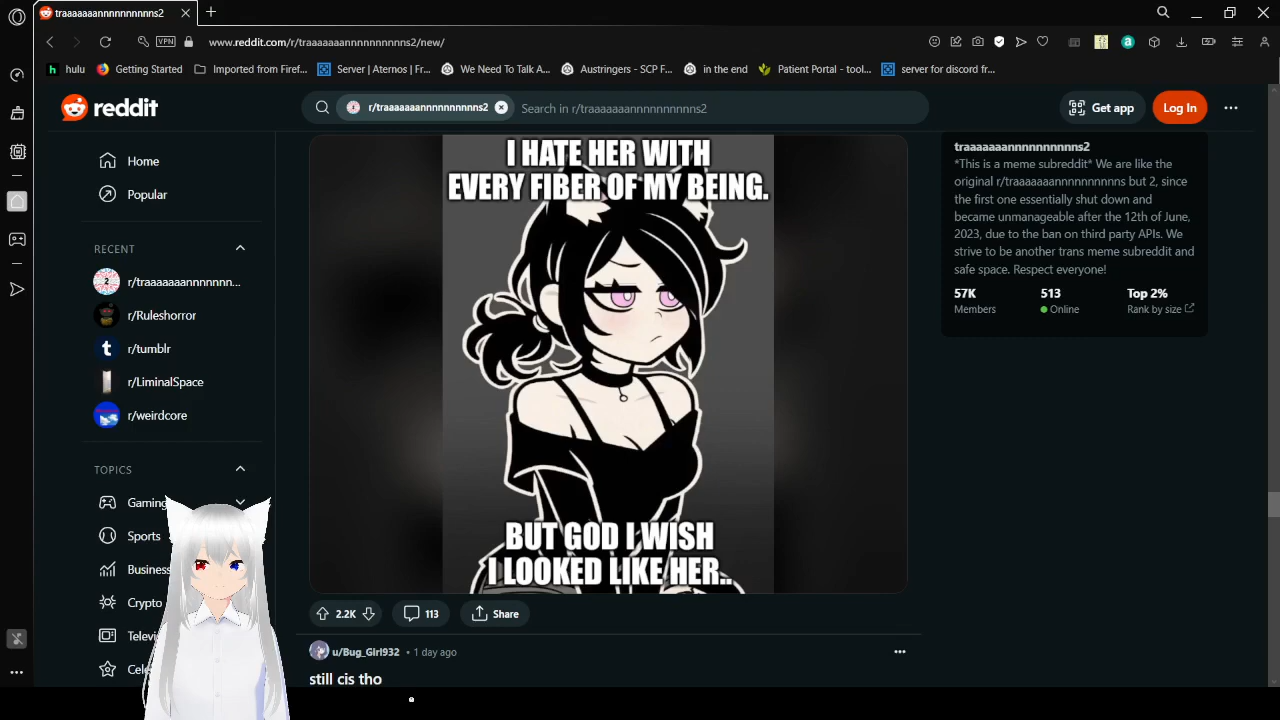 traaaaaaannnnnnnnnns2
www.reddit.com/r/traaaaaaannnnnnnnnns2/new/
VPN
hulu
Getting Started
Imported from Firef...
Server | Aternos | Fr...
We Need To Talk A...
Austringers - SCP F...
in the end
Patient Portal - tool...
server for discord fr...
reddit
r/traaaaaaannnnnnnnnns2
Search in r/traaaaaaannnnnnnnnns2
Get app
Log In
Home
Popular
RECENT
r/traaaaaaannnnnnn...
r/Ruleshorror
r/tumblr
r/LiminalSpace
r/weirdcore
TOPICS
Gaming
Sports
Business
Crypto
Televi
Cele
I HATE HER WITH
EVERY FIBER OF MY BEING.
BUT GOD I WISH
I LOOKED LIKE HER..
2.2K
113
Share
u/Bug_Girl932 • 1 day ago
still cis tho
traaaaaaannnnnnnnnns2
*This is a meme subreddit* We are like the
original r/traaaaaaannnnnnnnnns but 2, since
the first one essentially shut down and
became unmanageable after the 12th of June,
2023, due to the ban on third party APIs. We
strive to be another trans meme subreddit and
safe space. Respect everyone!
57K
Members
513
Online
Top 2%
Rank by size